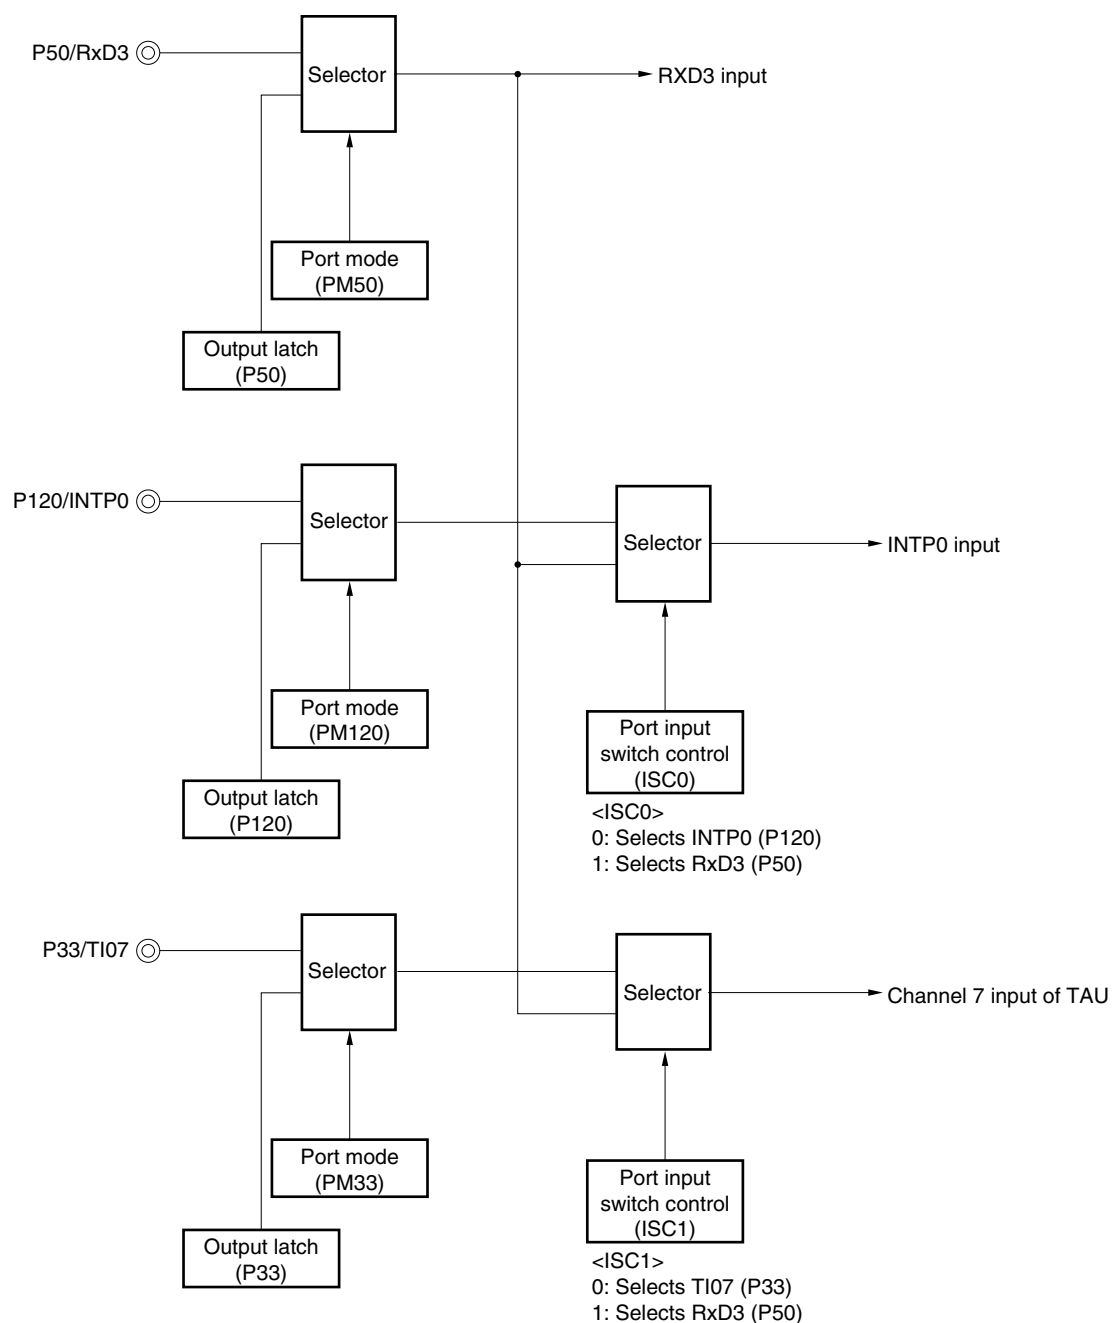 P50/RxD3
Selector
RXD3 input
Port mode
(PM50)
Output latch
(P50)
P120/INTP0
Selector
Selector
INTP0 input
Port mode
(PM120)
Port input
switch control
(ISC0)
Output latch
(P120)
<ISC0>
0: Selects INTP0 (P120)
1: Selects RxD3 (P50)
P33/TI07
Selector
Selector
Channel 7 input of TAU
Port mode
(PM33)
Port input
switch control
(ISC1)
Output latch
(P33)
<ISC1>
0: Selects TI07 (P33)
1: Selects RxD3 (P50)